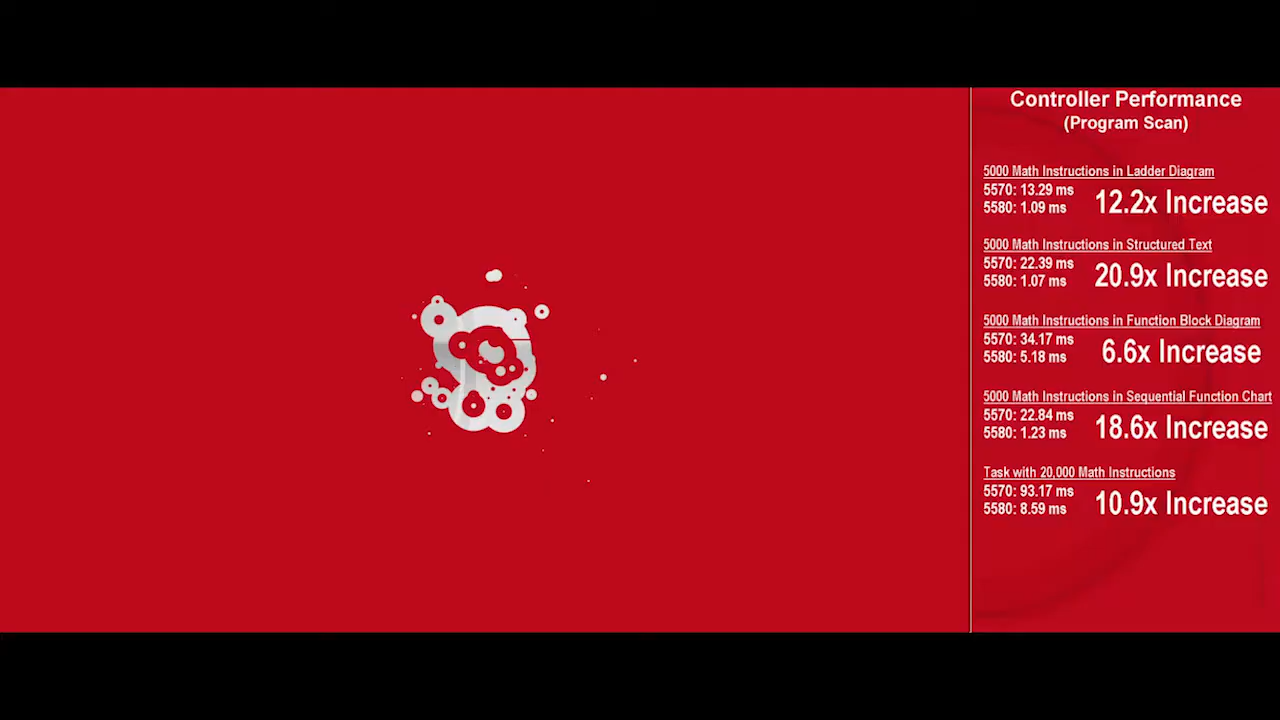 Controller Performance
(Program Scan)
5000 Math Instructions in Ladder Diagram
5570: 13.29 ms
5580: 1.09 ms
12.2x Increase
5000 Math Instructions in Structured Text
5570: 22.39 ms
5580: 1.07 ms
20.9x Increase
5000 Math Instructions in Function Block Diagram
5570: 34.17 ms
5580: 5.18 ms
6.6x Increase
5000 Math Instructions in Sequential Function Chart
5570: 22.84 ms
5580: 1.23 ms
18.6x Increase
Task with 20,000 Math Instructions
5570: 93.17 ms
5580: 8.59 ms
10.9x Increase